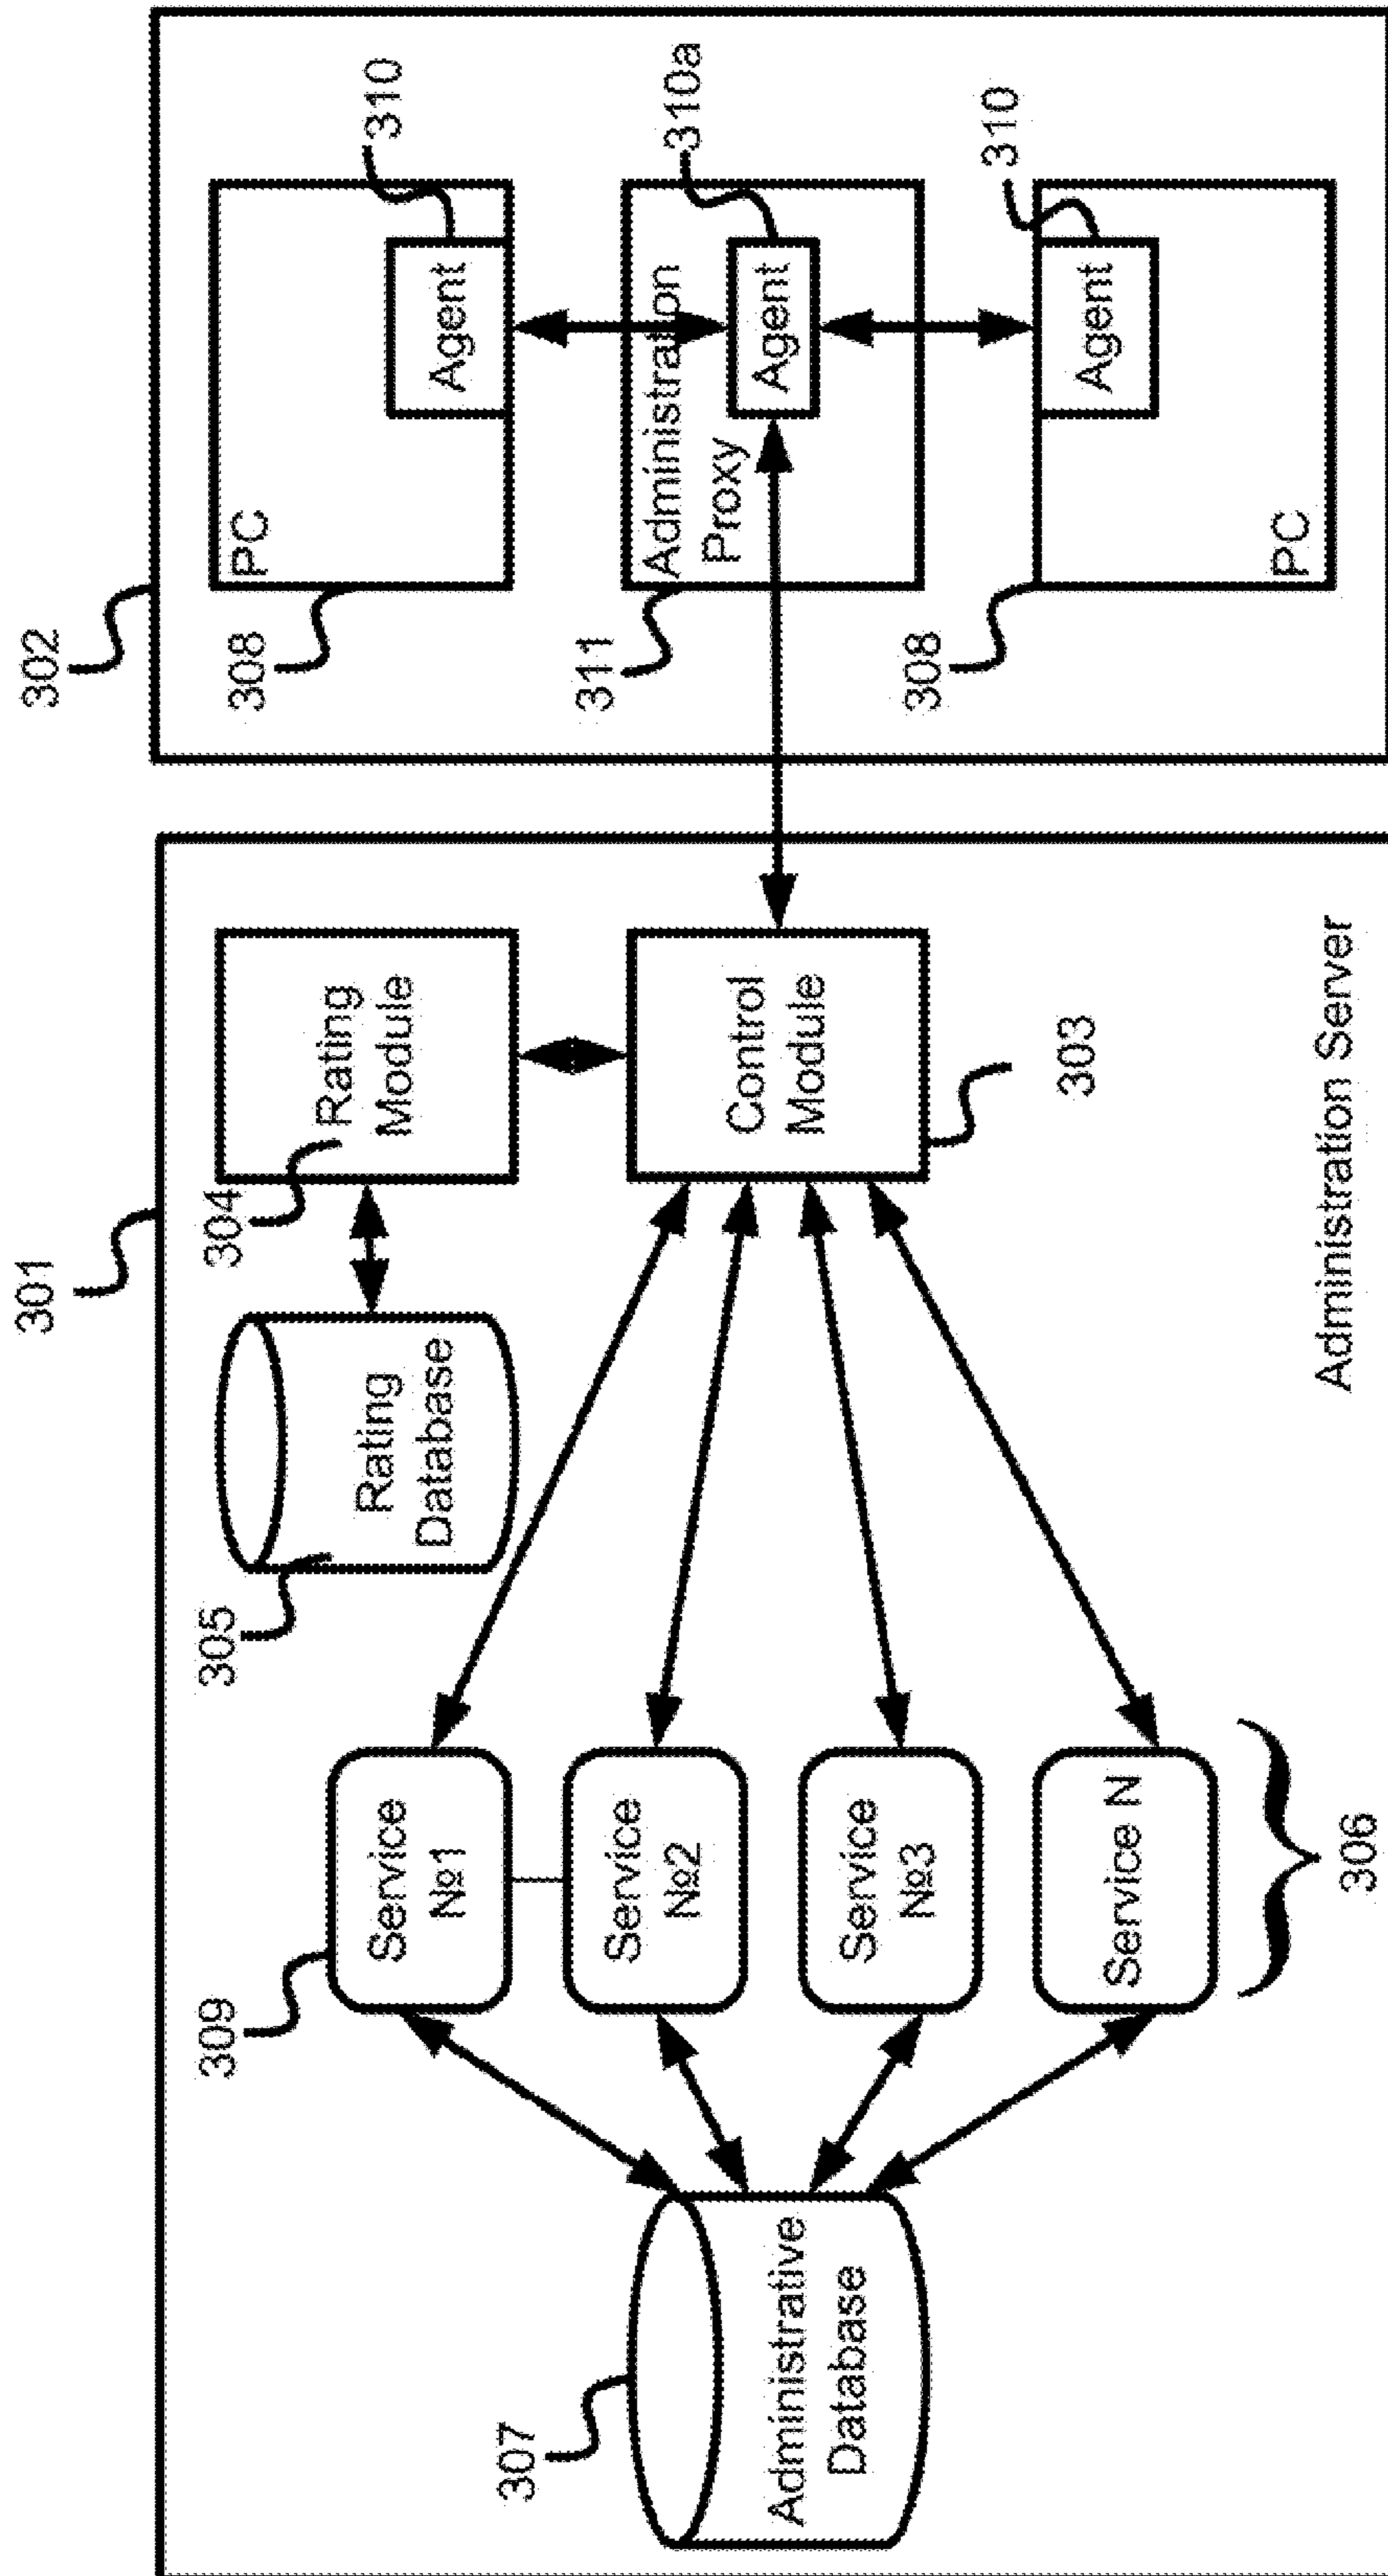 301
302
304
Rating
Module
305
Rating
Database
309
Service
№1
Service
№2
Service
№3
Service N
306
307
Administrative
Database
Control
Module
303
Administration Server
308
PC
Agent
310
311
Administration
Proxy
Agent
310a
308
PC
Agent
310